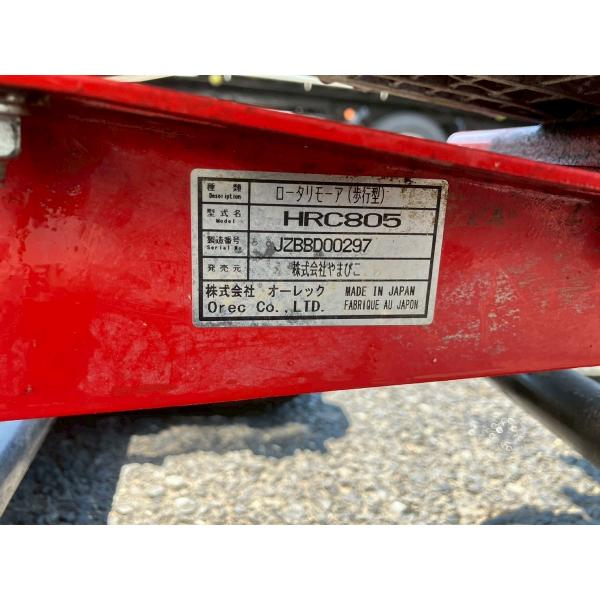 種類 Description ロータリモーア(歩行型)
型式名 Model HRC805
製造番号 Serial No JZBBD00297
発売元 株式会社やまびこ
株式会社 オーレック MADE IN JAPAN
Orec Co.,LTD. FABRIQUE AU JAPON